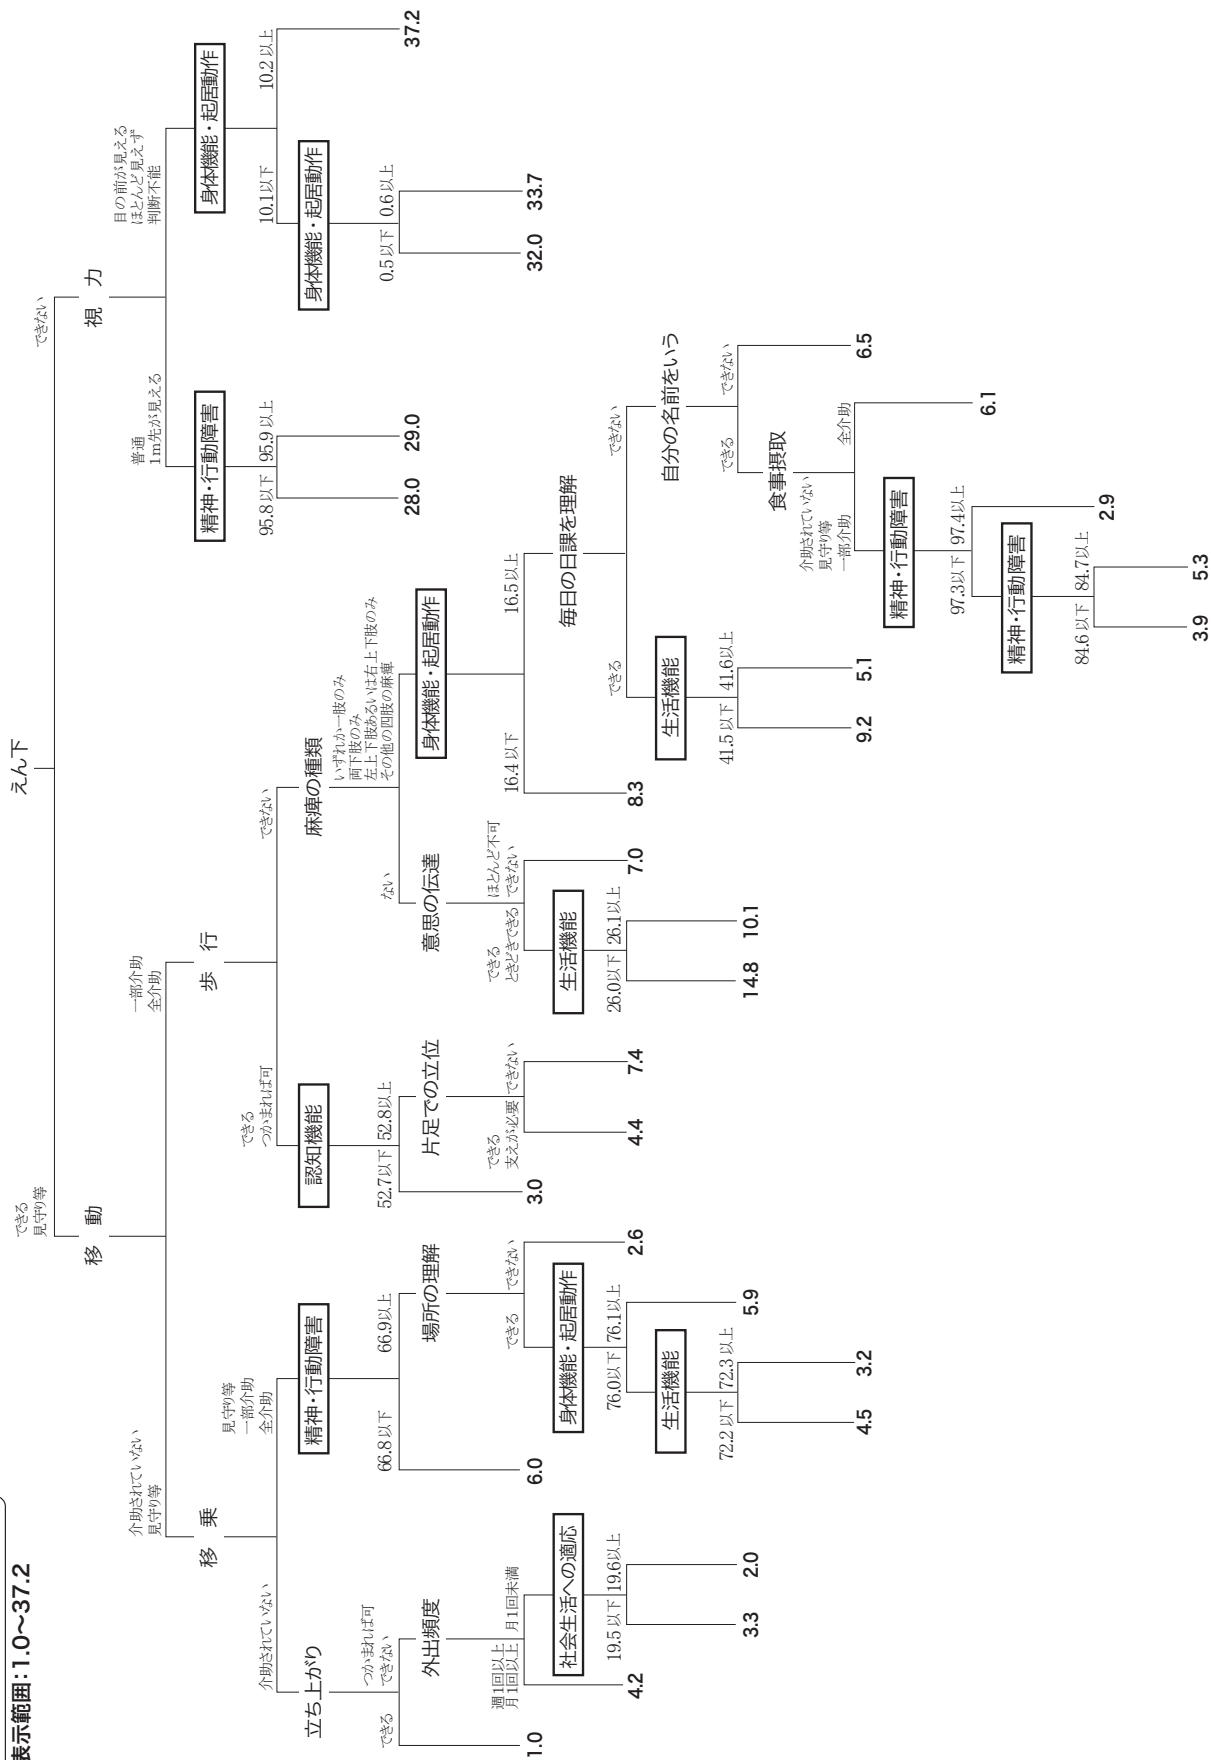 表示範囲:1.0〜37.2
えん下
できる
見守り等
できない
移 動
視 力
介助されていない
見守り等
一部介助
全介助
普通
1m先が見える
目の前が見える
ほとんど見えず
判断不能
移 乗
歩 行
精神・行動障害
身体機能・起居動作
介助されていない
見守り等
一部介助
全介助
できる
つかまれば可
できない
95.8以下
95.9以上
10.1以下
10.2以上
立ち上がり
精神・行動障害
認知機能
麻痺の種類
身体機能・起居動作
28.0
29.0
37.2
できる
つかまれば可
できない
66.8以下
66.9以上
52.7以下
52.8以上
ない
いずれか一肢のみ
両下肢のみ
左上下肢あるいは右上下肢のみ
その他の四肢の麻痺
0.5以下
0.6以上
外出頻度
場所の理解
片足での立位
意思の伝達
身体機能・起居動作
1.0
6.0
3.0
32.0
33.7
週1回以上
月1回以上
月1回未満
できる
できない
できる
支えが必要
できない
できる
ときどきできる
ほとんど不可
できない
16.4以下
16.5以上
4.2
社会生活への適応
身体機能・起居動作
2.6
4.4
7.4
生活機能
7.0
8.3
毎日の日課を理解
19.5以下
19.6以上
76.0以下
76.1以上
26.0以下
26.1以上
できる
できない
3.3
2.0
生活機能
5.9
14.8
10.1
生活機能
自分の名前をいう
72.2以下
72.3以上
41.5以下
41.6以上
できる
できない
4.5
3.2
9.2
5.1
食事摂取
6.5
介助されていない
見守り等
一部介助
全介助
精神・行動障害
6.1
97.3以下
97.4以上
精神・行動障害
2.9
84.6以下
84.7以上
3.9
5.3